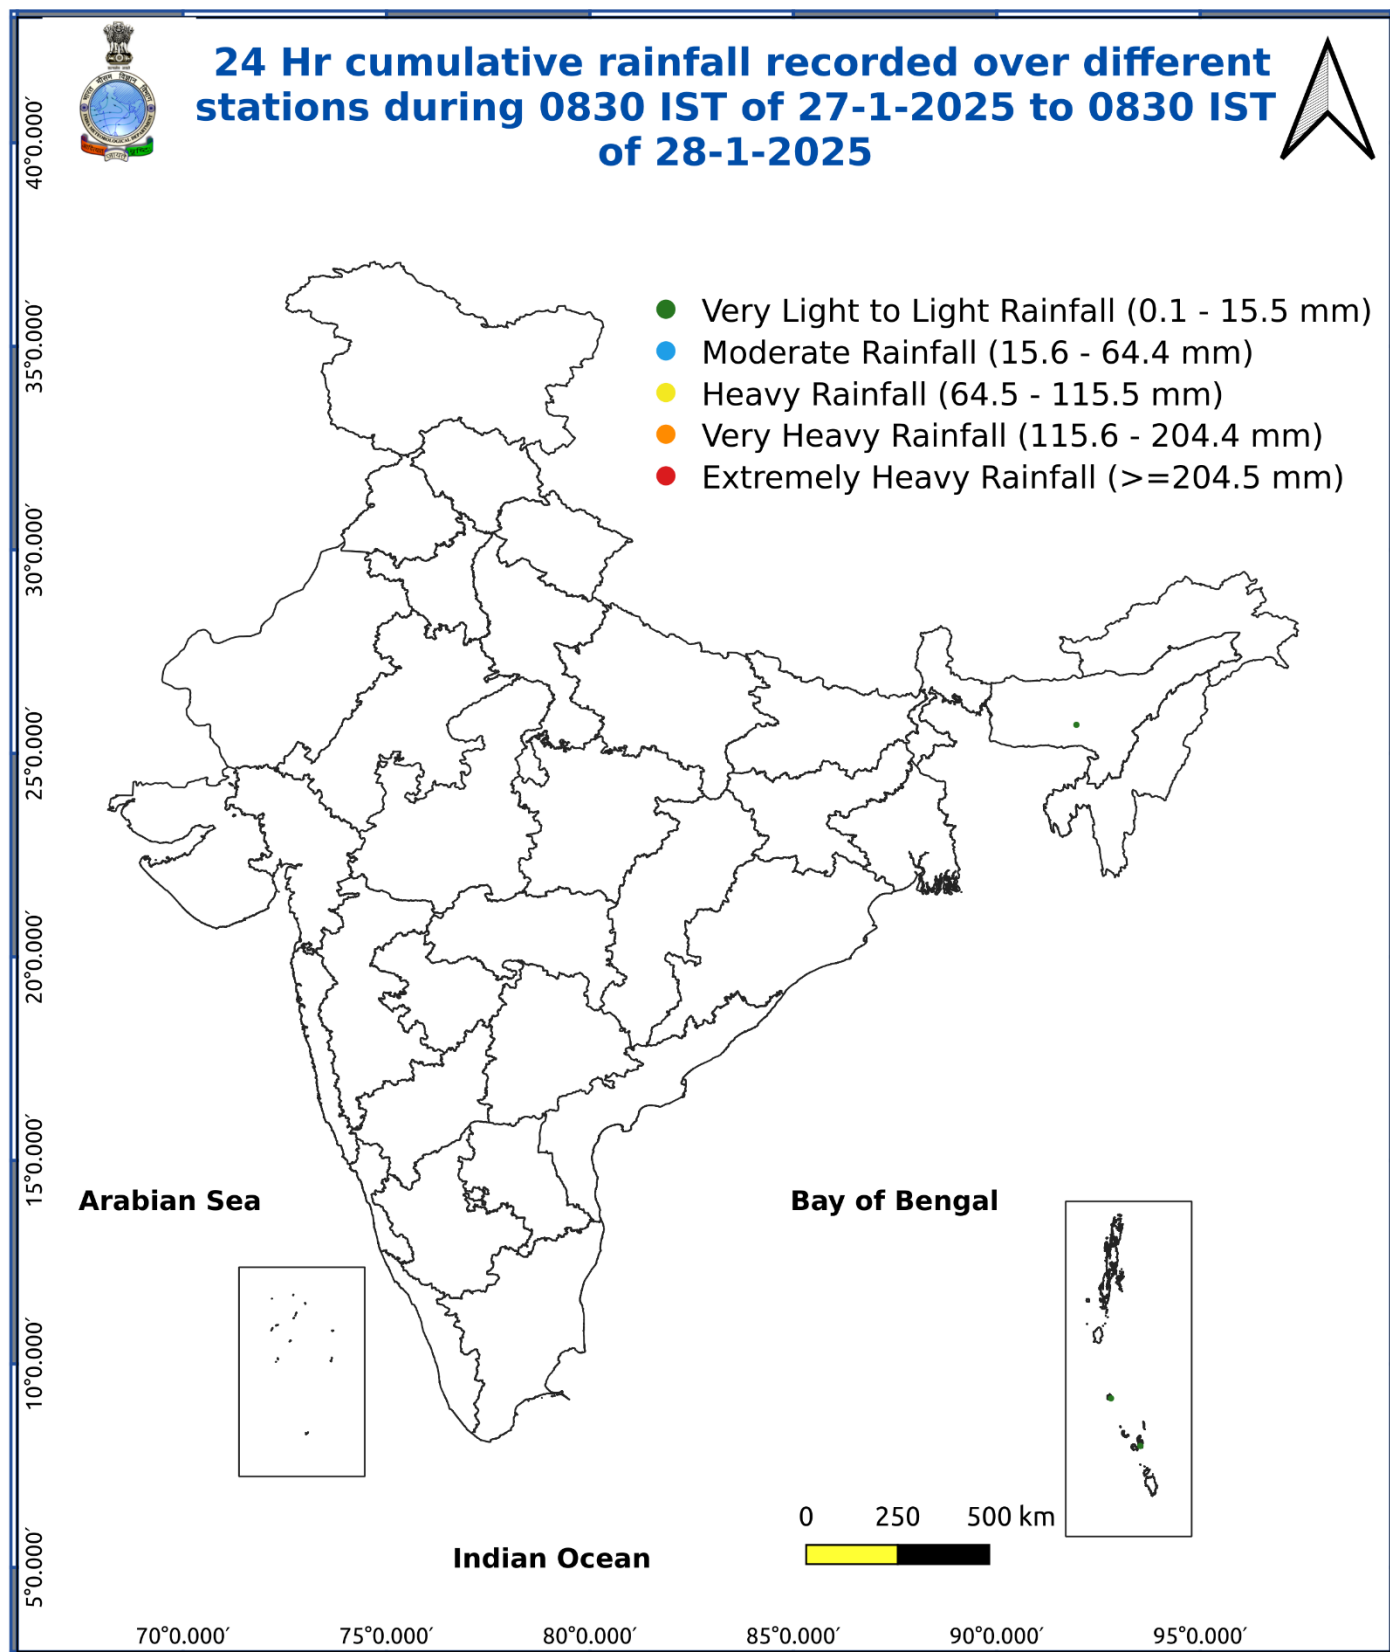 24 Hr cumulative rainfall recorded over different
stations during 0830 IST of 27-1-2025 to 0830 IST
of 28-1-2025
Very Light to Light Rainfall (0.1 - 15.5 mm)
Moderate Rainfall (15.6 - 64.4 mm)
Heavy Rainfall (64.5 - 115.5 mm)
Very Heavy Rainfall (115.6 - 204.4 mm)
Extremely Heavy Rainfall (>=204.5 mm)
40°0.000′
35°0.000′
30°0.000′
25°0.000′
20°0.000′
15°0.000′
10°0.000′
5°0.000′
Arabian Sea
Bay of Bengal
0 250 500 km
Indian Ocean
70°0.000′ 75°0.000′ 80°0.000′ 85°0.000′ 90°0.000′ 95°0.000′